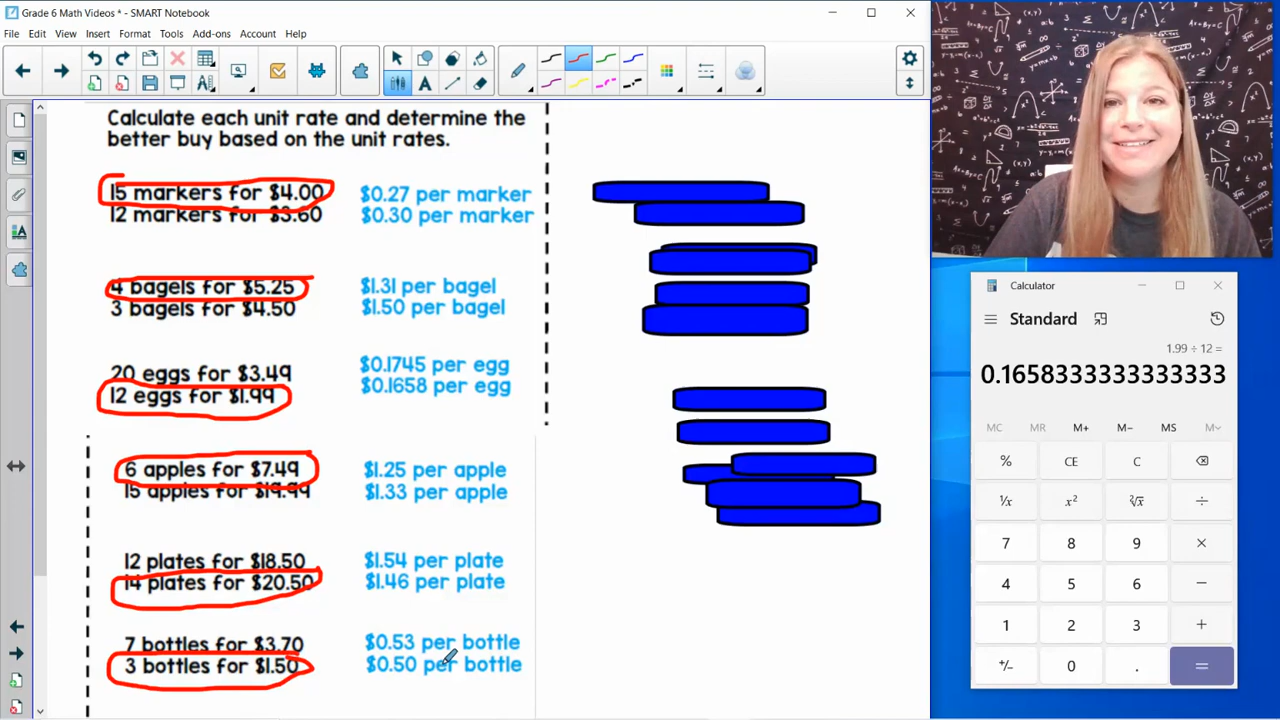 Grade 6 Math Videos * - SMART Notebook
File Edit View Insert Format Tools Add-ons Account Help
Calculate each unit rate and determine the
better buy based on the unit rates.
15 markers for $4.00 $0.27 per marker
12 markers for $3.60 $0.30 per marker
4 bagels for $5.25 $1.31 per bagel
3 bagels for $4.50 $1.50 per bagel
20 eggs for $3.49 $0.1745 per egg
12 eggs for $1.99 $0.1658 per egg
6 apples for $7.49 $1.25 per apple
15 apples for $19.99 $1.33 per apple
12 plates for $18.50 $1.54 per plate
14 plates for $20.50 $1.46 per plate
7 bottles for $3.70 $0.53 per bottle
3 bottles for $1.50 $0.50 per bottle
Calculator
Standard
1.99 ÷ 12 =
0.1658333333333333
MC MR M+ M− MS M˅
% CE C
¹/x x² ²√x ÷
7 8 9 ×
4 5 6 −
1 2 3 +
+/− 0 . =